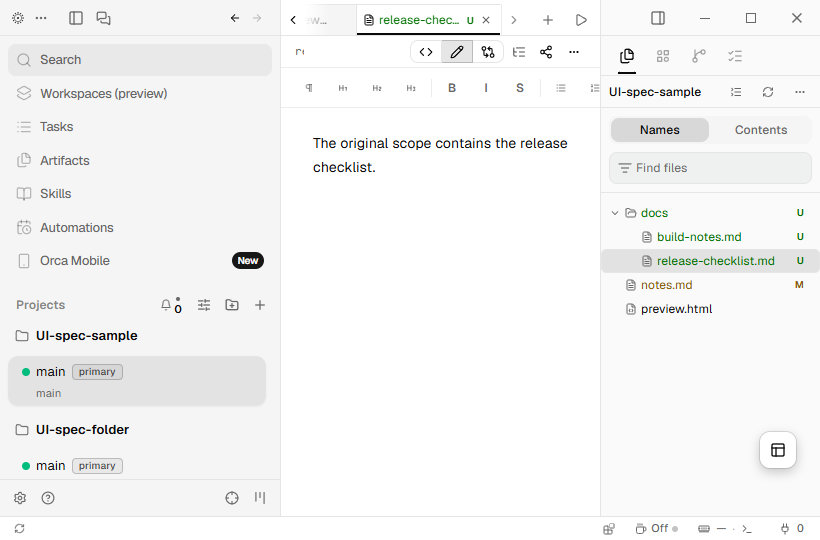 release-chec... U
Search
Workspaces (preview)
Tasks
Artifacts
Skills
Automations
Orca Mobile New
Projects 0
UI-spec-sample
main primary
main
UI-spec-folder
main primary
H1 H2 H3 B I S
The original scope contains the release
checklist.
UI-spec-sample
Names Contents
Find files
docs U
build-notes.md U
release-checklist.md U
notes.md M
preview.html
Off 0